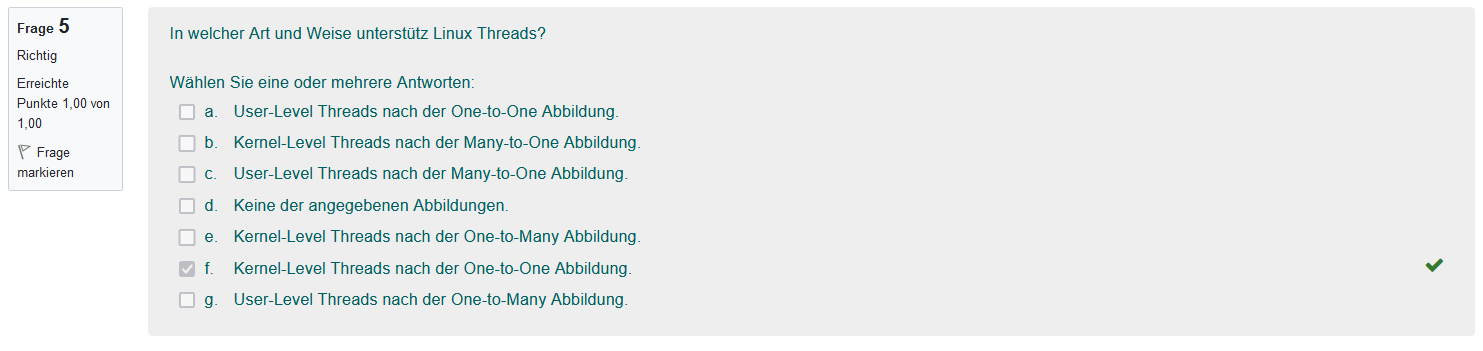 Frage 5
Richtig
Erreichte
Punkte 1,00 von
1,00
Frage
markieren
In welcher Art und Weise unterstütz Linux Threads?
Wählen Sie eine oder mehrere Antworten:
a. User-Level Threads nach der One-to-One Abbildung.
b. Kernel-Level Threads nach der Many-to-One Abbildung.
c. User-Level Threads nach der Many-to-One Abbildung.
d. Keine der angegebenen Abbildungen.
e. Kernel-Level Threads nach der One-to-Many Abbildung.
f. Kernel-Level Threads nach der One-to-One Abbildung.
g. User-Level Threads nach der One-to-Many Abbildung.